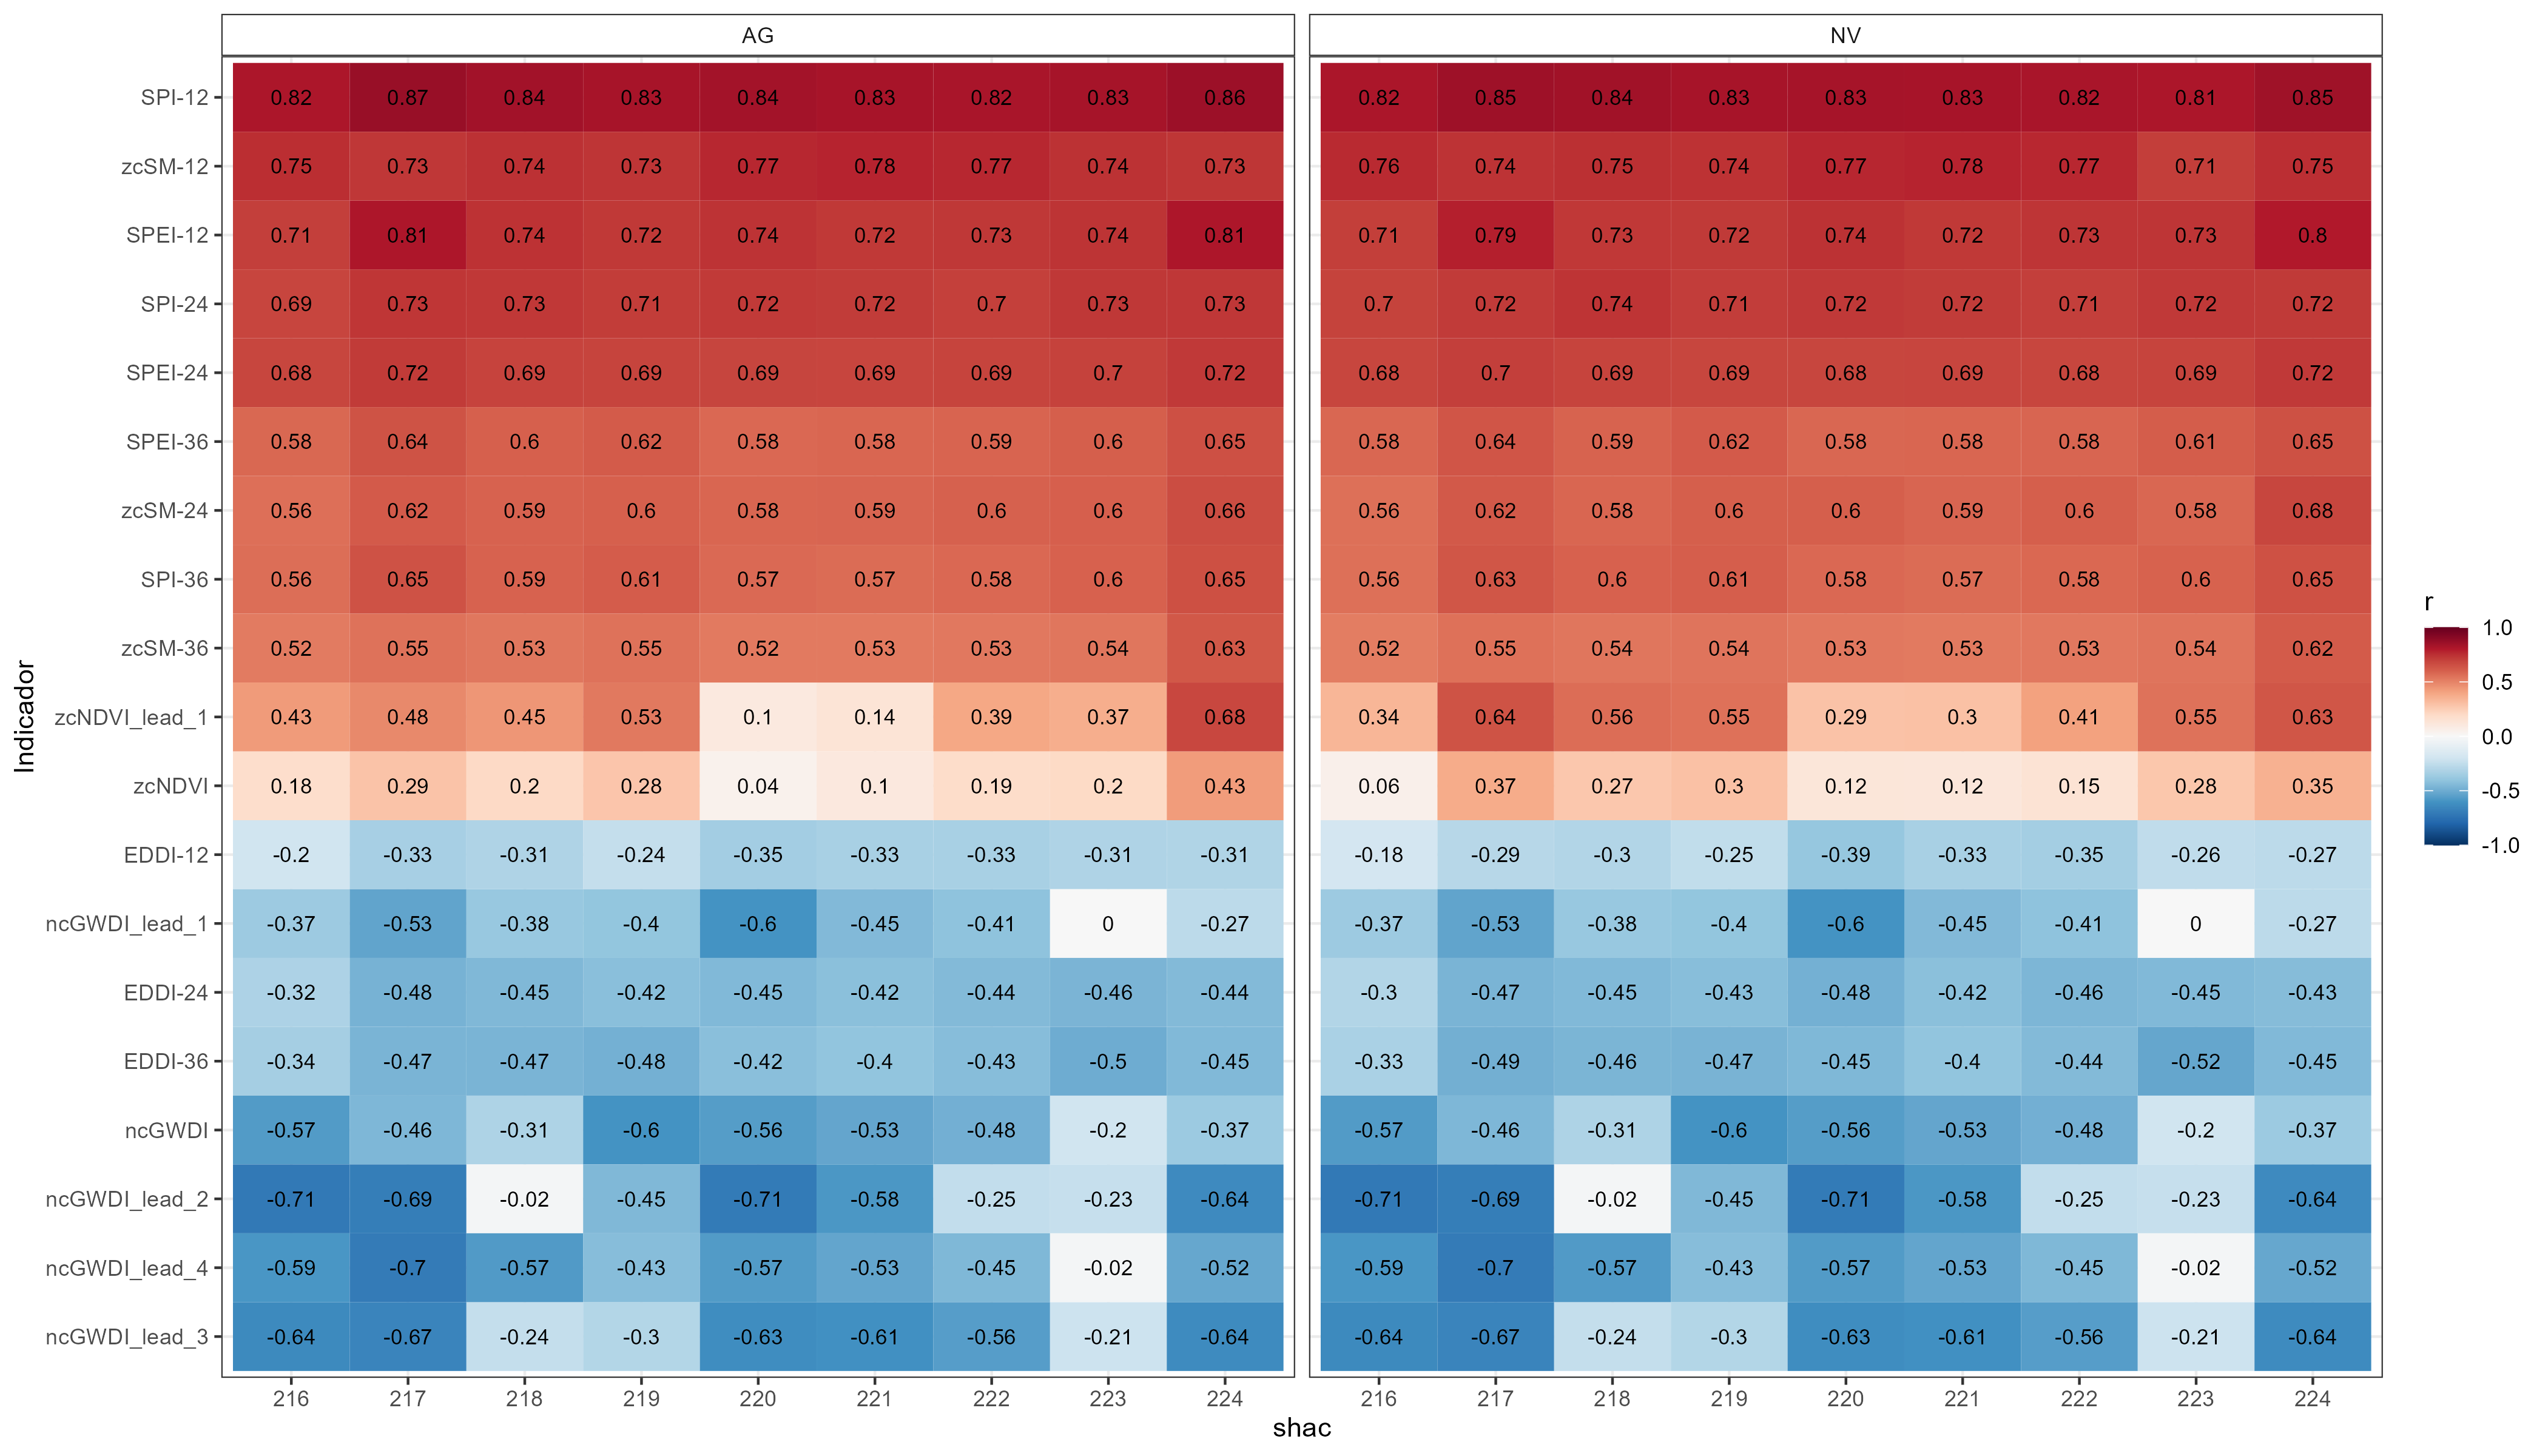 AG NV
SPI-12 0.82 0.87 0.84 0.83 0.84 0.83 0.82 0.83 0.86 0.82 0.85 0.84 0.83 0.83 0.83 0.82 0.81 0.85
zcSM-12 0.75 0.73 0.74 0.73 0.77 0.78 0.77 0.74 0.73 0.76 0.74 0.75 0.74 0.77 0.78 0.77 0.71 0.75
SPEI-12 0.71 0.81 0.74 0.72 0.74 0.72 0.73 0.74 0.81 0.71 0.79 0.73 0.72 0.74 0.72 0.73 0.73 0.8
SPI-24 0.69 0.73 0.73 0.71 0.72 0.72 0.7 0.73 0.73 0.7 0.72 0.74 0.71 0.72 0.72 0.71 0.72 0.72
SPEI-24 0.68 0.72 0.69 0.69 0.69 0.69 0.69 0.7 0.72 0.68 0.7 0.69 0.69 0.68 0.69 0.68 0.69 0.72
SPEI-36 0.58 0.64 0.6 0.62 0.58 0.58 0.59 0.6 0.65 0.58 0.64 0.59 0.62 0.58 0.58 0.58 0.61 0.65
zcSM-24 0.56 0.62 0.59 0.6 0.58 0.59 0.6 0.6 0.66 0.56 0.62 0.58 0.6 0.6 0.59 0.6 0.58 0.68
SPI-36 0.56 0.65 0.59 0.61 0.57 0.57 0.58 0.6 0.65 0.56 0.63 0.6 0.61 0.58 0.57 0.58 0.6 0.65
zcSM-36 0.52 0.55 0.53 0.55 0.52 0.53 0.53 0.54 0.63 0.52 0.55 0.54 0.54 0.53 0.53 0.53 0.54 0.62
zcNDVI_lead_1 0.43 0.48 0.45 0.53 0.1 0.14 0.39 0.37 0.68 0.34 0.64 0.56 0.55 0.29 0.3 0.41 0.55 0.63
zcNDVI 0.18 0.29 0.2 0.28 0.04 0.1 0.19 0.2 0.43 0.06 0.37 0.27 0.3 0.12 0.12 0.15 0.28 0.35
EDDI-12 -0.2 -0.33 -0.31 -0.24 -0.35 -0.33 -0.33 -0.31 -0.31 -0.18 -0.29 -0.3 -0.25 -0.39 -0.33 -0.35 -0.26 -0.27
ncGWDI_lead_1 -0.37 -0.53 -0.38 -0.4 -0.6 -0.45 -0.41 0 -0.27 -0.37 -0.53 -0.38 -0.4 -0.6 -0.45 -0.41 0 -0.27
EDDI-24 -0.32 -0.48 -0.45 -0.42 -0.45 -0.42 -0.44 -0.46 -0.44 -0.3 -0.47 -0.45 -0.43 -0.48 -0.42 -0.46 -0.45 -0.43
EDDI-36 -0.34 -0.47 -0.47 -0.48 -0.42 -0.4 -0.43 -0.5 -0.45 -0.33 -0.49 -0.46 -0.47 -0.45 -0.4 -0.44 -0.52 -0.45
ncGWDI -0.57 -0.46 -0.31 -0.6 -0.56 -0.53 -0.48 -0.2 -0.37 -0.57 -0.46 -0.31 -0.6 -0.56 -0.53 -0.48 -0.2 -0.37
ncGWDI_lead_2 -0.71 -0.69 -0.02 -0.45 -0.71 -0.58 -0.25 -0.23 -0.64 -0.71 -0.69 -0.02 -0.45 -0.71 -0.58 -0.25 -0.23 -0.64
ncGWDI_lead_4 -0.59 -0.7 -0.57 -0.43 -0.57 -0.53 -0.45 -0.02 -0.52 -0.59 -0.7 -0.57 -0.43 -0.57 -0.53 -0.45 -0.02 -0.52
ncGWDI_lead_3 -0.64 -0.67 -0.24 -0.3 -0.63 -0.61 -0.56 -0.21 -0.64 -0.64 -0.67 -0.24 -0.3 -0.63 -0.61 -0.56 -0.21 -0.64
216 217 218 219 220 221 222 223 224 216 217 218 219 220 221 222 223 224
shac
Indicador
r
1.0
0.5
0.0
-0.5
-1.0